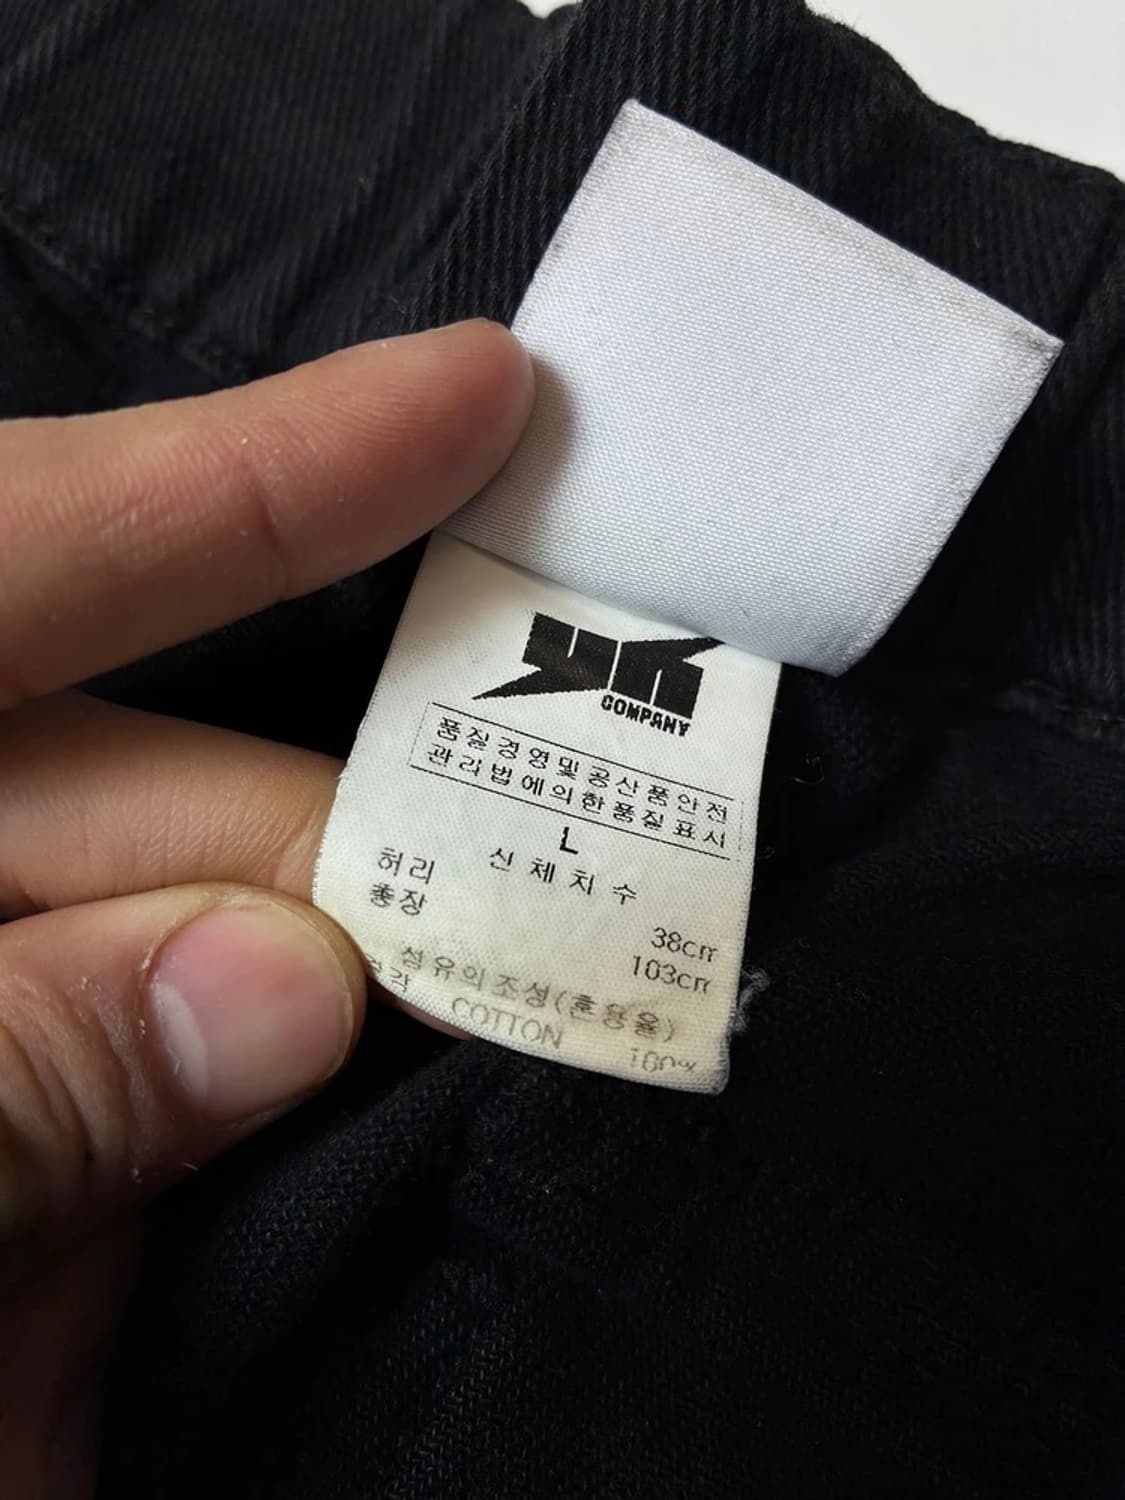 YK
COMPANY
품질경영및공산품안전
관리법에의한품질표시
L
신체치수
허리 38cm
총장 103cm
섬유의조성(혼용율)
COTTON 100%